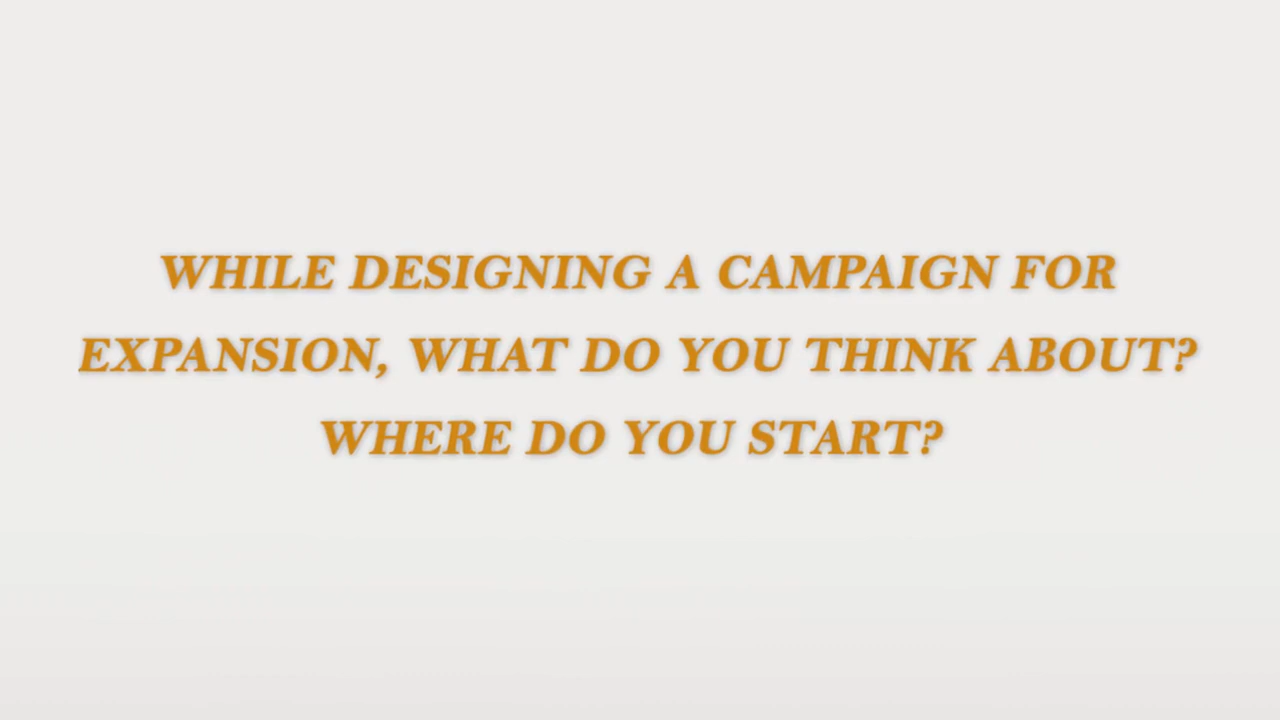 WHILE DESIGNING A CAMPAIGN FOR
EXPANSION, WHAT DO YOU THINK ABOUT?
WHERE DO YOU START?